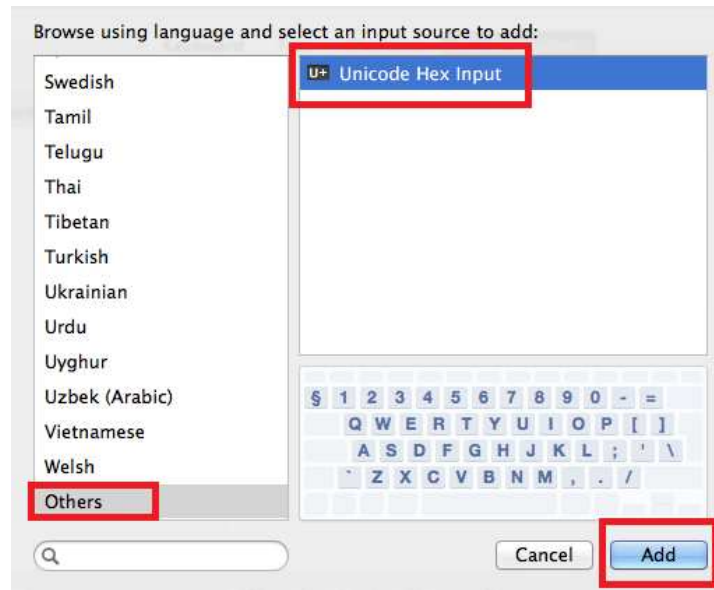 Browse using language and select an input source to add:
Swedish
Tamil
Telugu
Thai
Tibetan
Turkish
Ukrainian
Urdu
Uyghur
Uzbek (Arabic)
Vietnamese
Welsh
Others
U+ Unicode Hex Input
§ 1 2 3 4 5 6 7 8 9 0 - =
Q W E R T Y U I O P [ ]
A S D F G H J K L ; ' \
` Z X C V B N M , . /
Cancel
Add